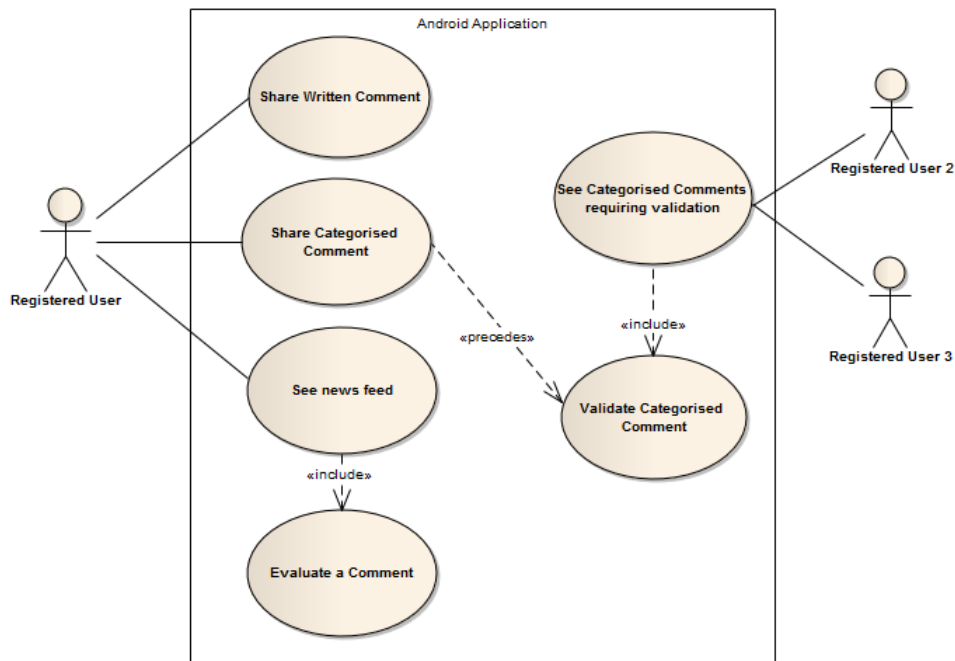 Android Application
Share Written Comment
Registered User
Share Categorised
Comment
See news feed
«include»
Evaluate a Comment
«precedes»
See Categorised Comments
requiring validation
«include»
Validate Categorised
Comment
Registered User 2
Registered User 3